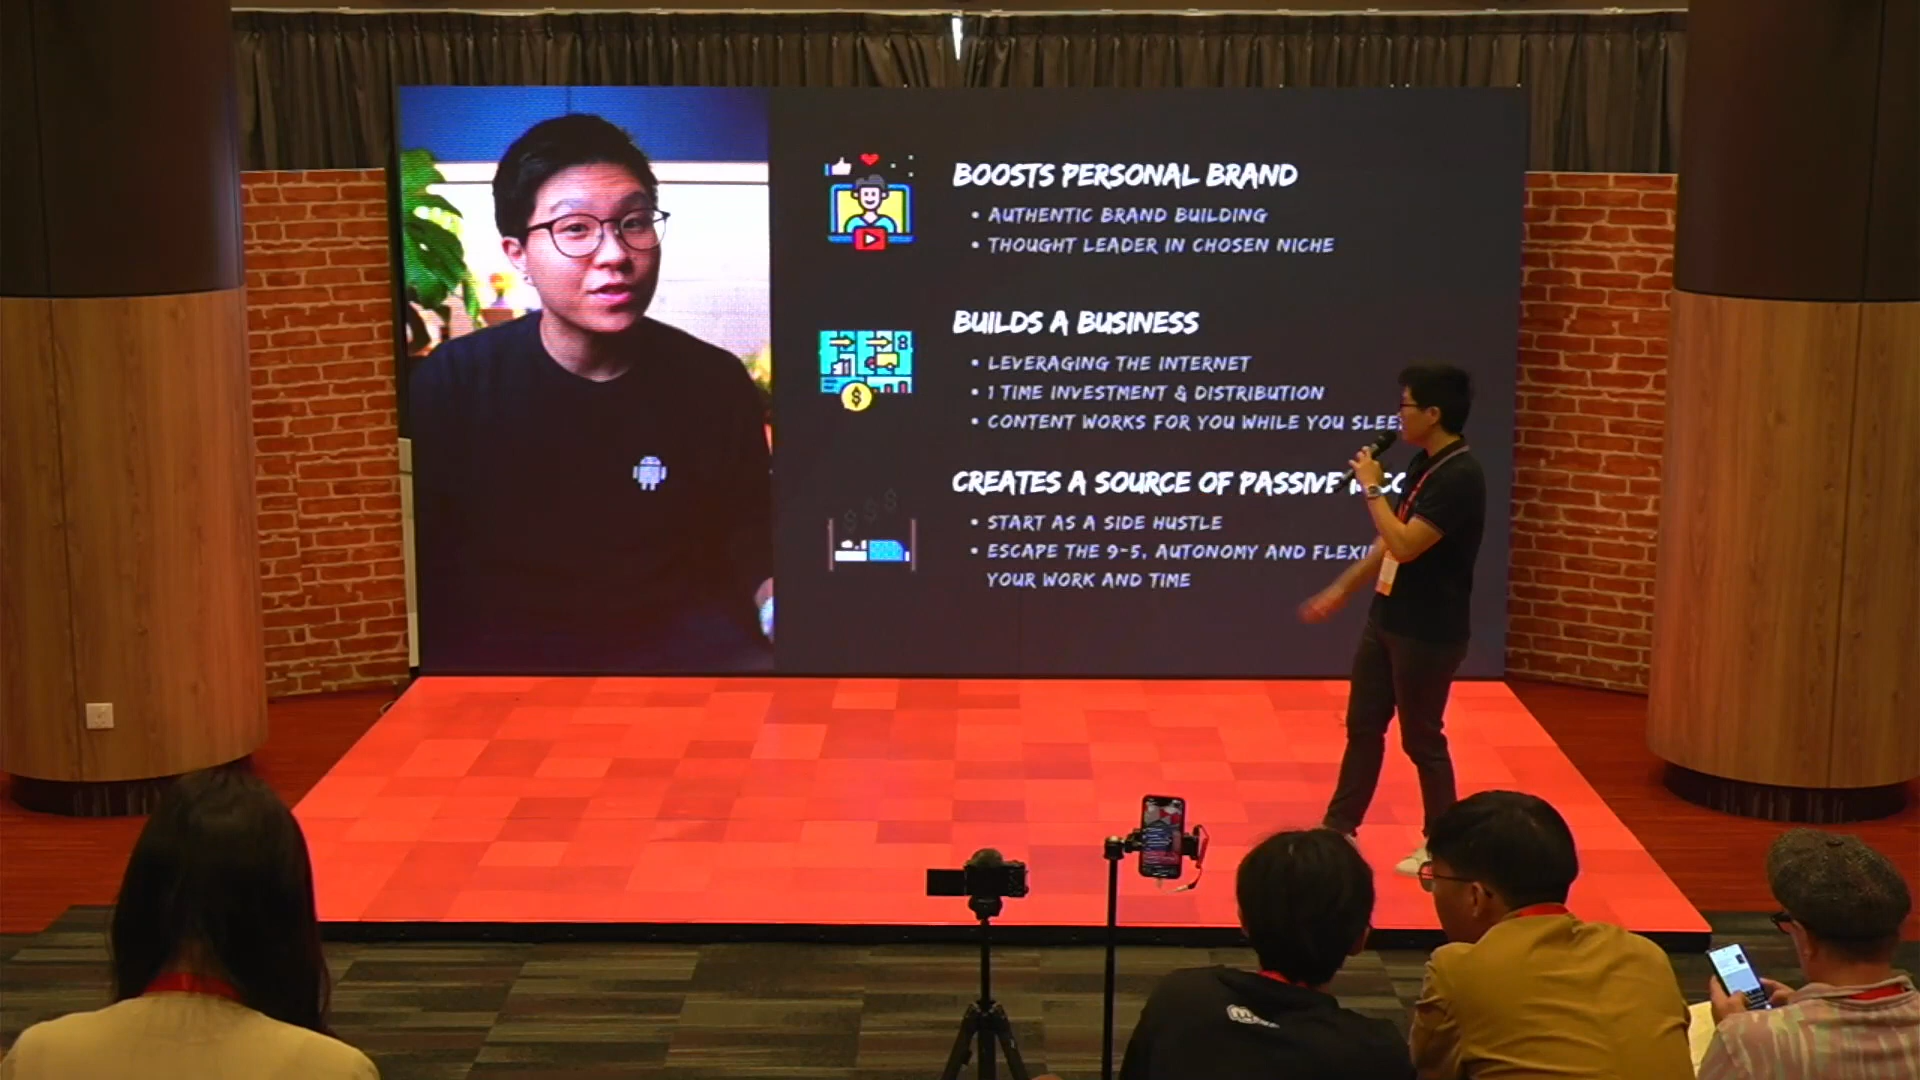 BOOSTS PERSONAL BRAND
• AUTHENTIC BRAND BUILDING
• THOUGHT LEADER IN CHOSEN NICHE
BUILDS A BUSINESS
• LEVERAGING THE INTERNET
• 1 TIME INVESTMENT & DISTRIBUTION
• CONTENT WORKS FOR YOU WHILE YOU SLEE
CREATES A SOURCE OF PASSIVE
• START AS A SIDE HUSTLE
• ESCAPE THE 9-5, AUTONOMY AND FLEXI
YOUR WORK AND TIME